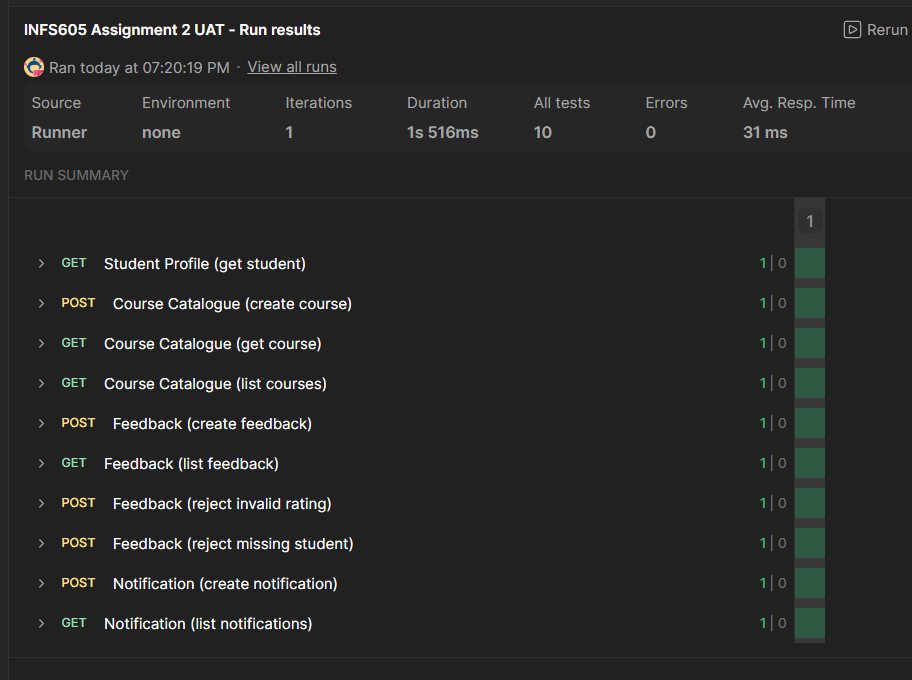 INFS605 Assignment 2 UAT - Run results
Rerun
Ran today at 07:20:19 PM · View all runs
Source Environment Iterations Duration All tests Errors Avg. Resp. Time
Runner none 1 1s 516ms 10 0 31 ms
RUN SUMMARY
1
GET Student Profile (get student) 1 | 0
POST Course Catalogue (create course) 1 | 0
GET Course Catalogue (get course) 1 | 0
GET Course Catalogue (list courses) 1 | 0
POST Feedback (create feedback) 1 | 0
GET Feedback (list feedback) 1 | 0
POST Feedback (reject invalid rating) 1 | 0
POST Feedback (reject missing student) 1 | 0
POST Notification (create notification) 1 | 0
GET Notification (list notifications) 1 | 0